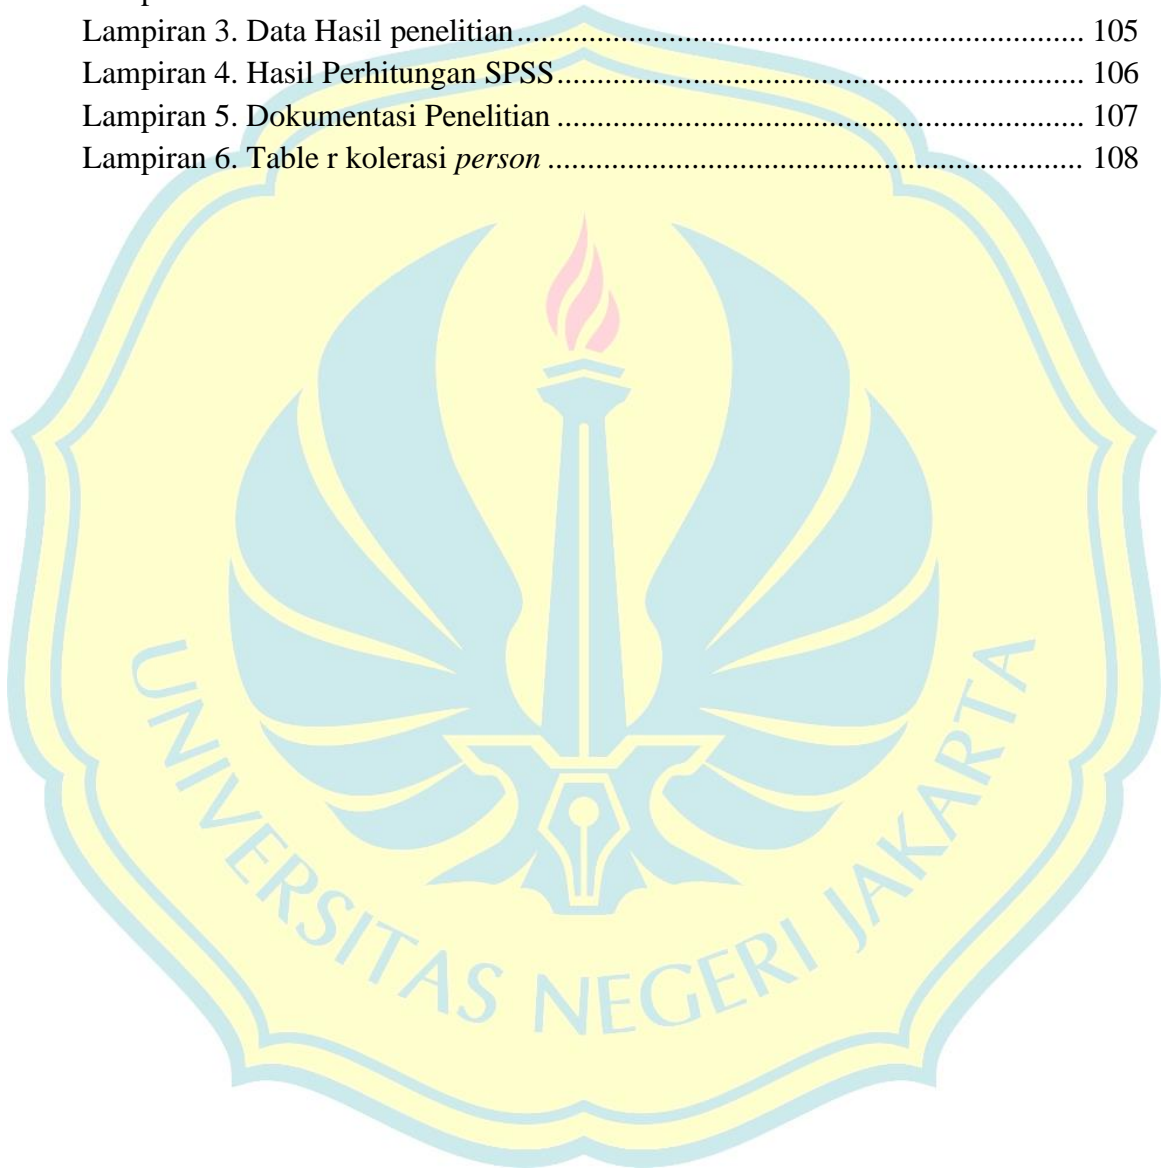 Lampiran 3. Data Hasil penelitian........................................................................ 105
Lampiran 4. Hasil Perhitungan SPSS................................................................... 106
Lampiran 5. Dokumentasi Penelitian ................................................................... 107
Lampiran 6. Table r kolerasi person .................................................................... 108
UNIVERSITAS NEGERI JAKARTA